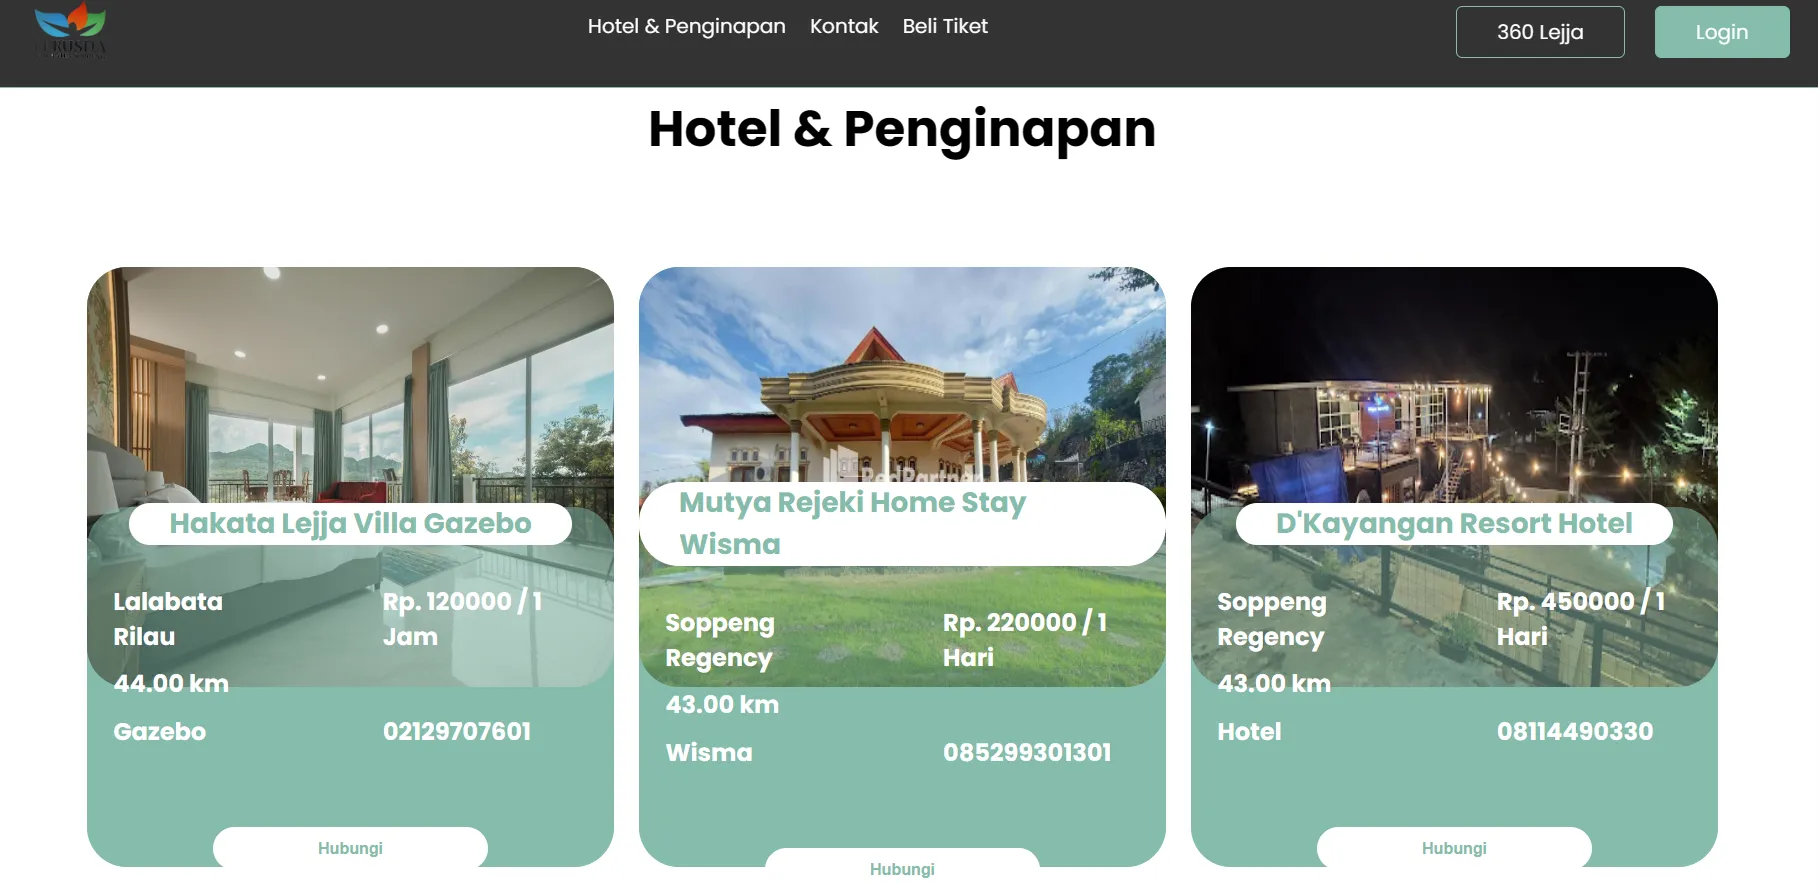 Hotel & Penginapan
Kontak
Beli Tiket
360 Lejja
Login
Hotel & Penginapan
Hakata Lejja Villa Gazebo
Lalabata
Rilau
Rp. 120000 / 1
Jam
44.00 km
Gazebo
02129707601
Hubungi
RedPartner
Mutya Rejeki Home Stay
Wisma
Soppeng
Regency
Rp. 220000 / 1
Hari
43.00 km
Wisma
085299301301
Hubungi
D'Kayangan Resort Hotel
Soppeng
Regency
Rp. 450000 / 1
Hari
43.00 km
Hotel
08114490330
Hubungi